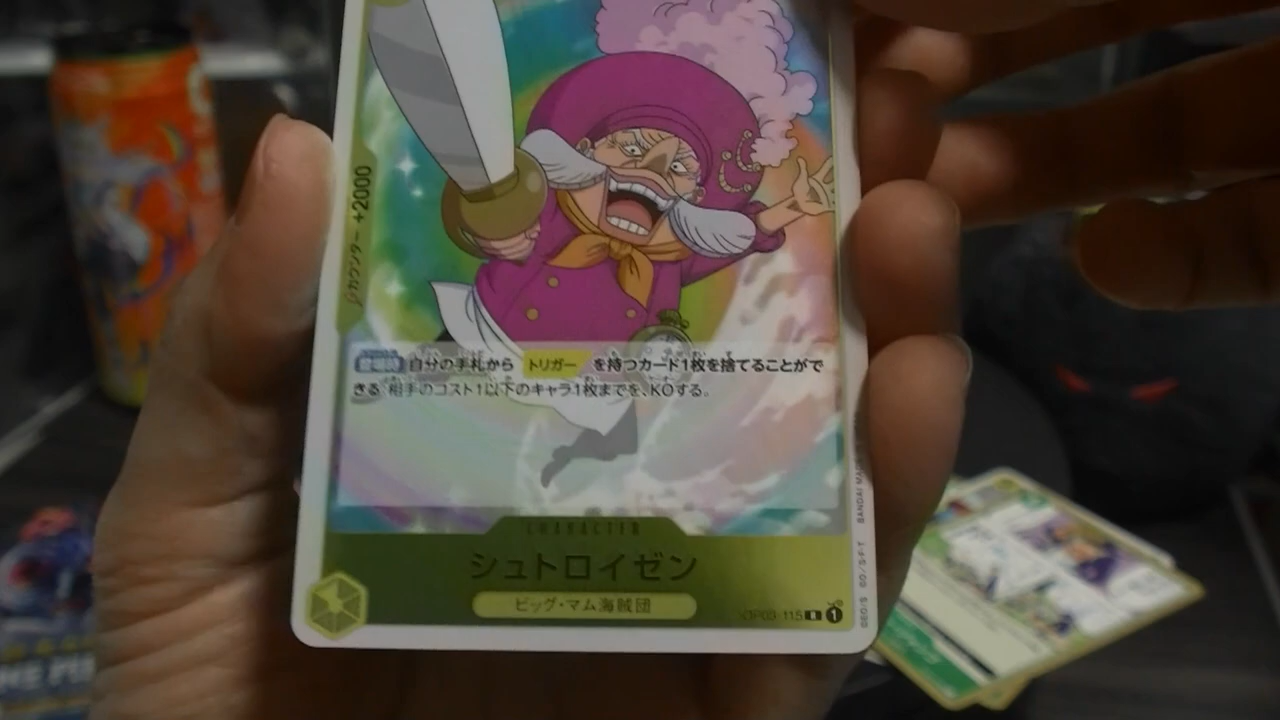 カウンター +2000
登場時 自分の手札から トリガー を持つカード1枚を捨てることがで
きる:相手のコスト1以下のキャラ1枚までを、KOする。
CHARACTER
シュトロイゼン
ビッグ・マム海賊団
OP03-115 R 1